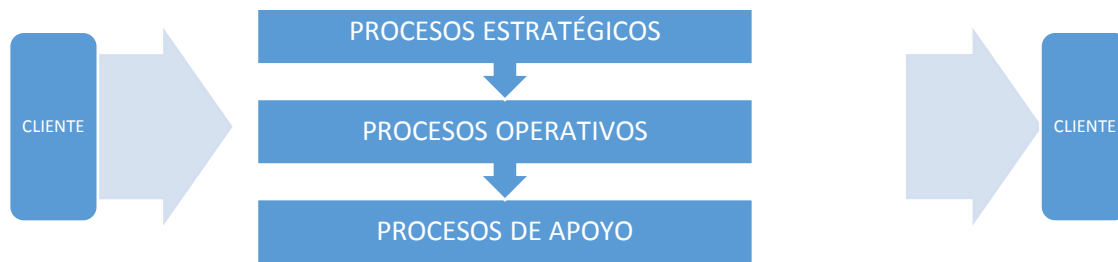 PROCESOS ESTRATÉGICOS
CLIENTE
PROCESOS OPERATIVOS
CLIENTE
PROCESOS DE APOYO